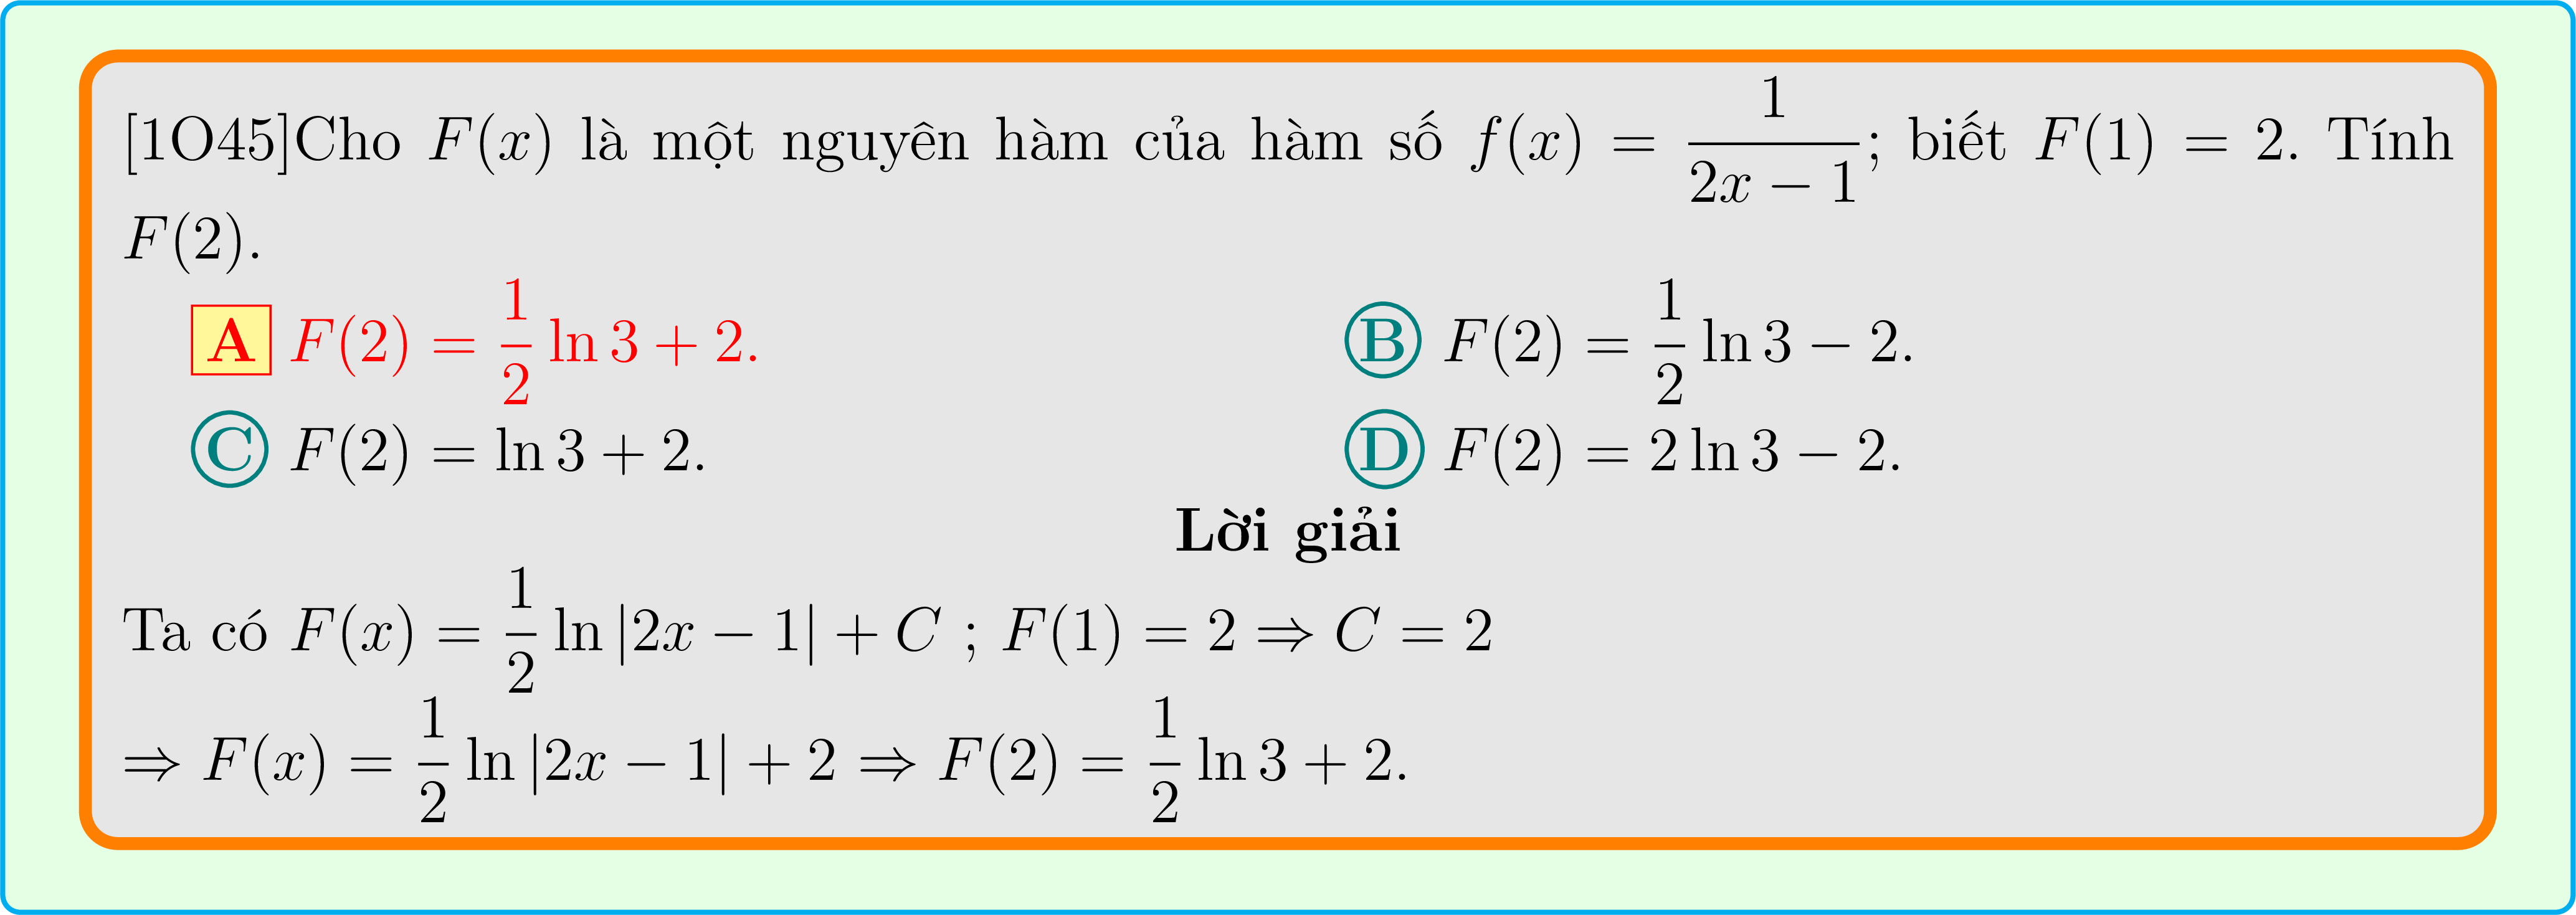 [1O45]Cho F(x) là một nguyên hàm của hàm số f(x) = \frac{1}{2x − 1}; biết F(1) = 2. Tính
F(2).
A F(2) = \frac{1}{2} ln 3 + 2. B F(2) = \frac{1}{2} ln 3 − 2.
C F(2) = ln 3 + 2. D F(2) = 2 ln 3 − 2.
Lời giải
Ta có F(x) = \frac{1}{2} ln |2x − 1| + C ; F(1) = 2 ⇒ C = 2
⇒ F(x) = \frac{1}{2} ln |2x − 1| + 2 ⇒ F(2) = \frac{1}{2} ln 3 + 2.